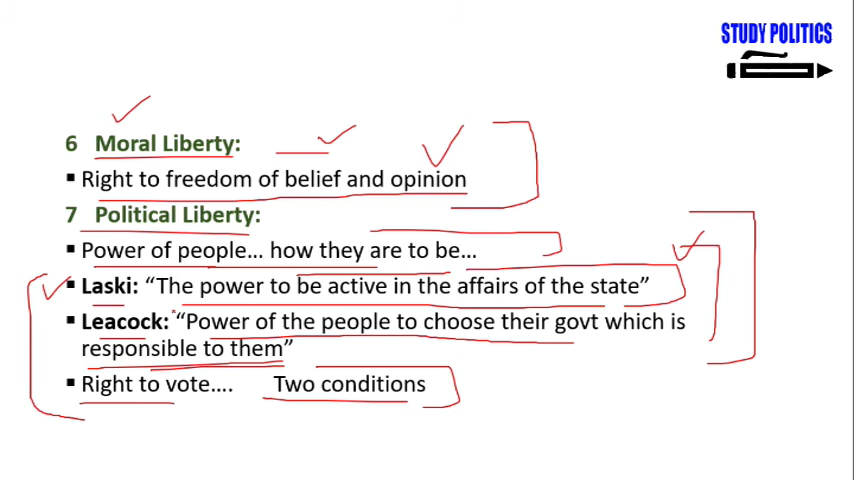 STUDY POLITICS
6 Moral Liberty:
▪ Right to freedom of belief and opinion
7 Political Liberty:
▪ Power of people… how they are to be…
▪ Laski: “The power to be active in the affairs of the state”
▪ Leacock: “Power of the people to choose their govt which is
responsible to them”
▪ Right to vote…. Two conditions